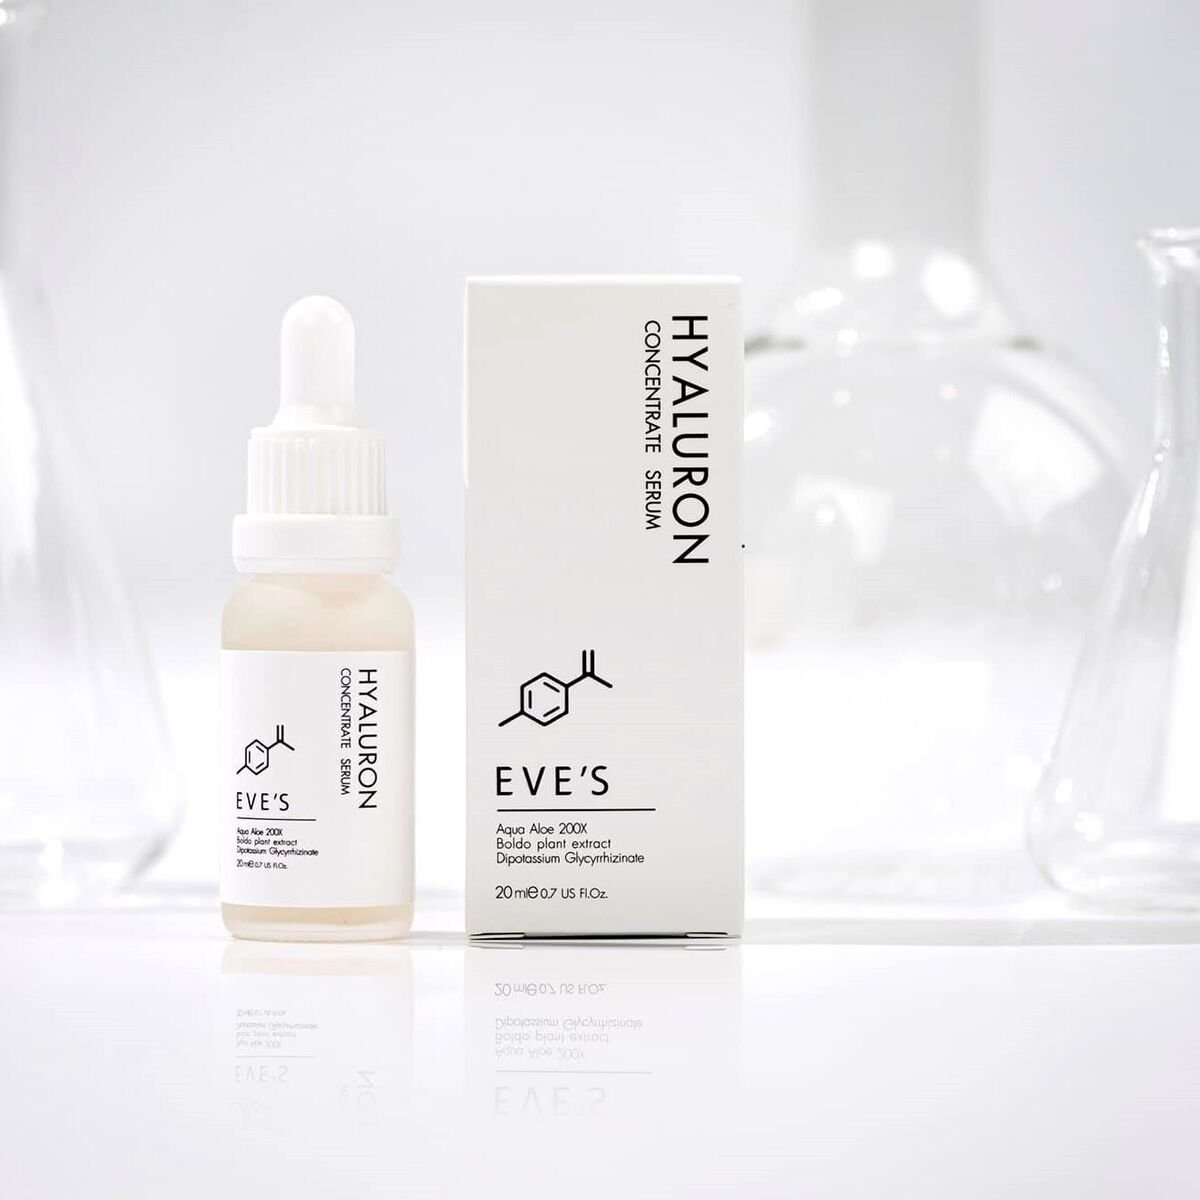 HYALURON
CONCENTRATE SERUM
EVE'S
Aqua Aloe 200X
Boldo plant extract
Dipotassium Glycyrrhizinate
20 ml e 0.7 US Fl.Oz.
HYALURON
CONCENTRATE SERUM
EVE'S
Aqua Aloe 200X
Boldo plant extract
Dipotassium Glycyrrhizinate
20 ml e 0.7 US Fl.Oz.